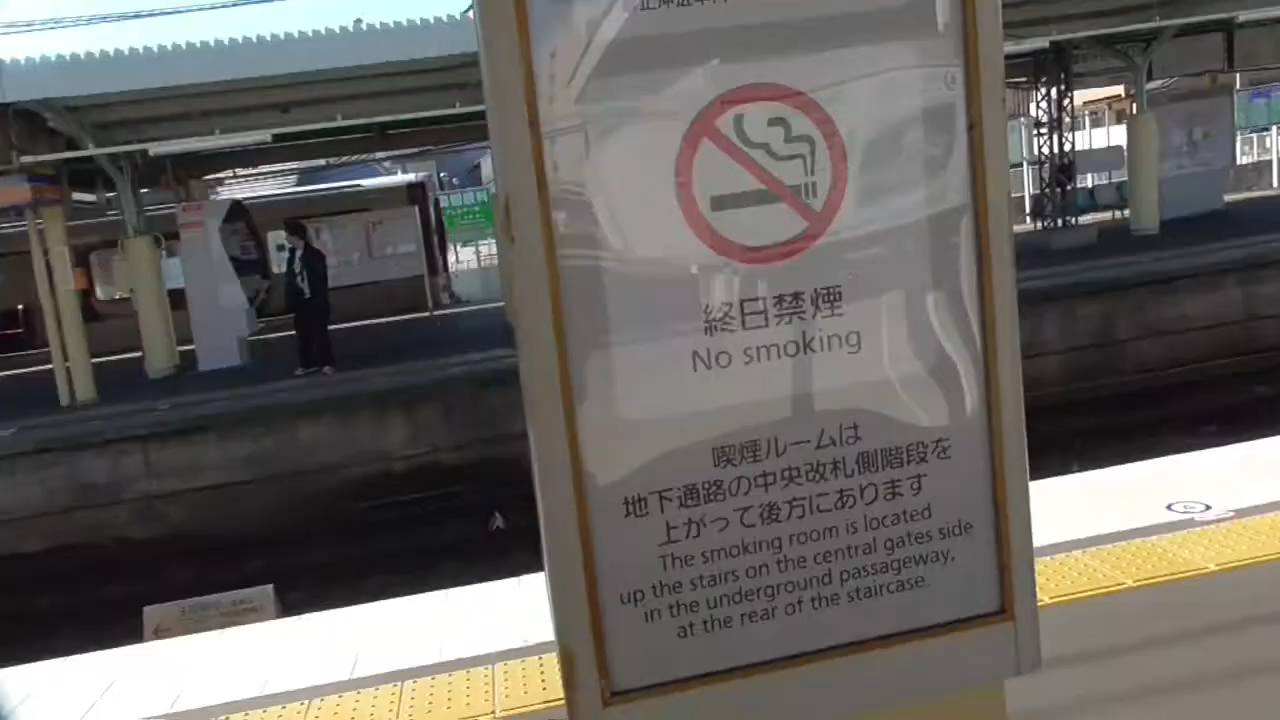 終日禁煙
No smoking
喫煙ルームは
地下通路の中央改札側階段を
上がって後方にあります
The smoking room is located
up the stairs on the central gates side
in the underground passageway,
at the rear of the staircase.